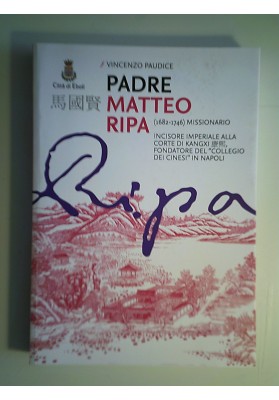 // VINCENZO PAUDICE
Città di Eboli
PADRE
馬國賢
MATTEO
RIPA
(1682-1746) MISSIONARIO
INCISORE IMPERIALE ALLA
CORTE DI KANGXI 康熙,
FONDATORE DEL "COLLEGIO
DEI CINESI" IN NAPOLI
Ripa